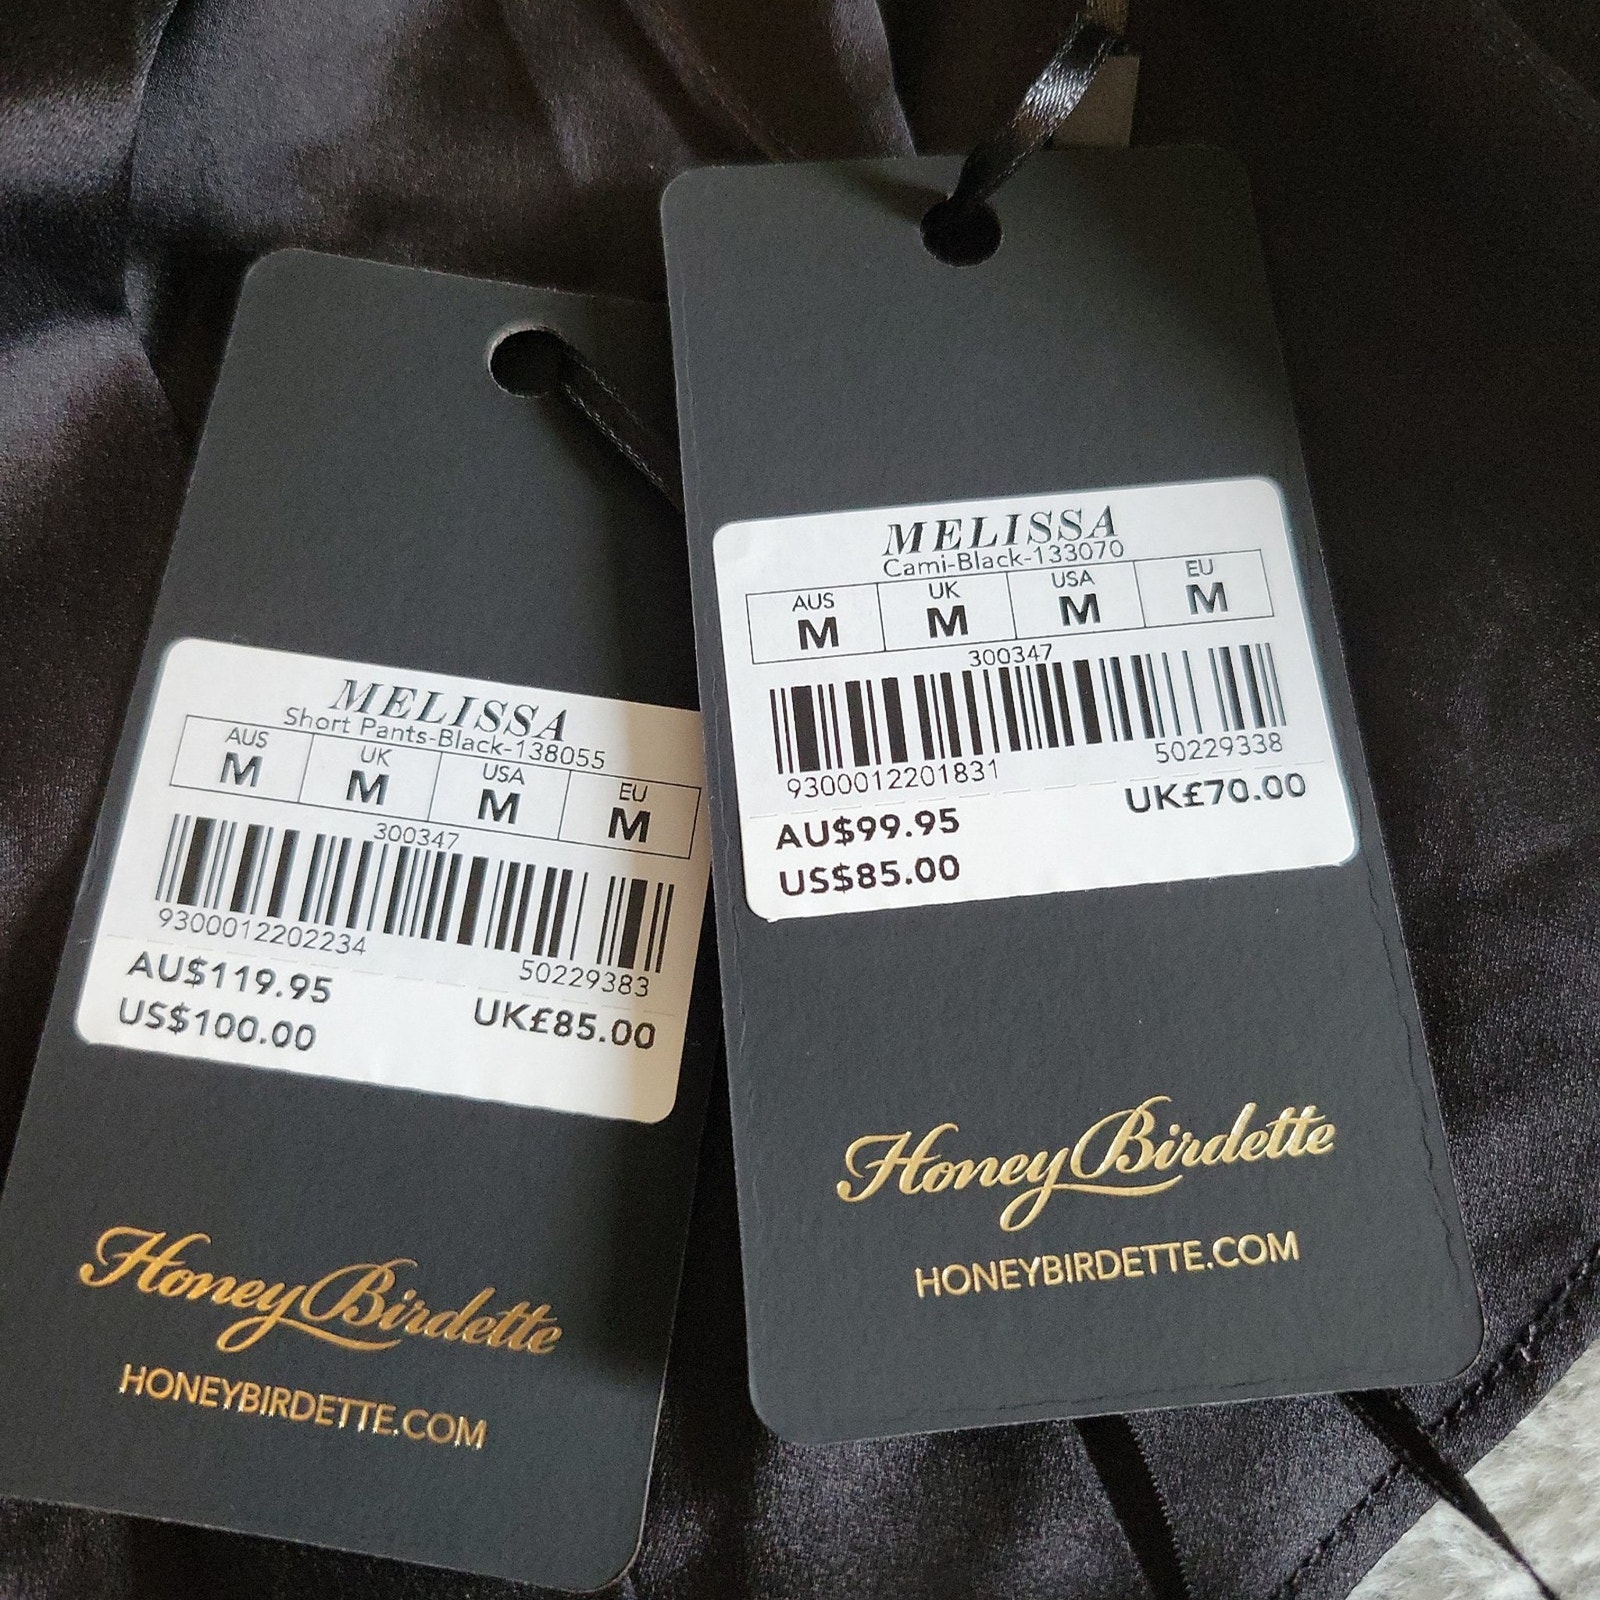 MELISSA
Short Pants-Black-138055
AUS UK USA EU
M M M M
300347
9300012202234
50229383
AU$119.95
US$100.00
UK£85.00
Honey Birdette
HONEYBIRDETTE.COM
MELISSA
Cami-Black-133070
AUS UK USA EU
M M M M
300347
9300012201831
50229338
AU$99.95
US$85.00
UK£70.00
Honey Birdette
HONEYBIRDETTE.COM